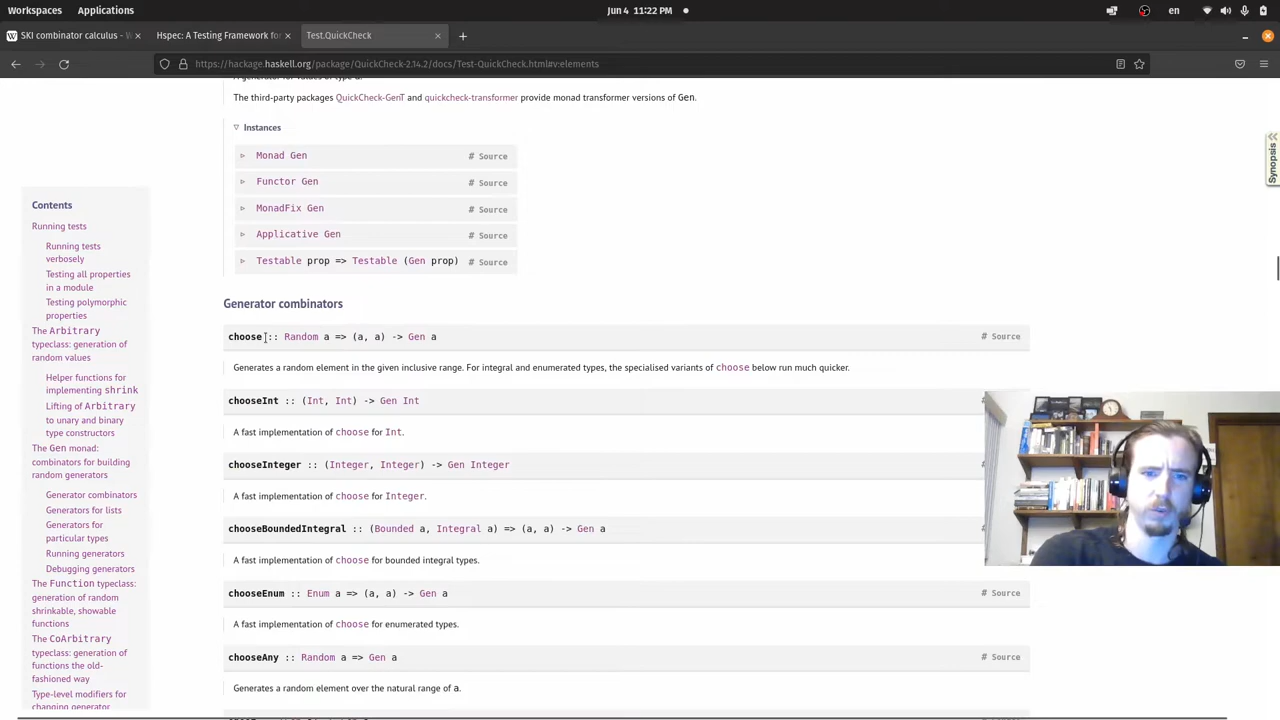 Workspaces Applications Jun 4 11:22 PM en
SKI combinator calculus - W Hspec: A Testing Framework fo Test.QuickCheck
https://hackage.haskell.org/package/QuickCheck-2.14.2/docs/Test-QuickCheck.html#v:elements
A generator for values of type a.
The third-party packages QuickCheck-GenT and quickcheck-transformer provide monad transformer versions of Gen.
Instances
Monad Gen # Source
Functor Gen # Source
MonadFix Gen # Source
Applicative Gen # Source
Testable prop => Testable (Gen prop) # Source
Synopsis
Contents
Running tests
Running tests
verbosely
Testing all properties
in a module
Testing polymorphic
properties
The Arbitrary
typeclass: generation of
random values
Helper functions for
implementing shrink
Lifting of Arbitrary
to unary and binary
type constructors
The Gen monad:
combinators for building
random generators
Generator combinators
Generators for lists
Generators for
particular types
Running generators
Debugging generators
The Function typeclass:
generation of random
shrinkable, showable
functions
The CoArbitrary
typeclass: generation of
functions the old-
fashioned way
Type-level modifiers for
changing generator
Generator combinators
choose :: Random a => (a, a) -> Gen a # Source
Generates a random element in the given inclusive range. For integral and enumerated types, the specialised variants of choose below run much quicker.
chooseInt :: (Int, Int) -> Gen Int
A fast implementation of choose for Int.
chooseInteger :: (Integer, Integer) -> Gen Integer
A fast implementation of choose for Integer.
chooseBoundedIntegral :: (Bounded a, Integral a) => (a, a) -> Gen a
A fast implementation of choose for bounded integral types.
chooseEnum :: Enum a => (a, a) -> Gen a # Source
A fast implementation of choose for enumerated types.
chooseAny :: Random a => Gen a # Source
Generates a random element over the natural range of a.